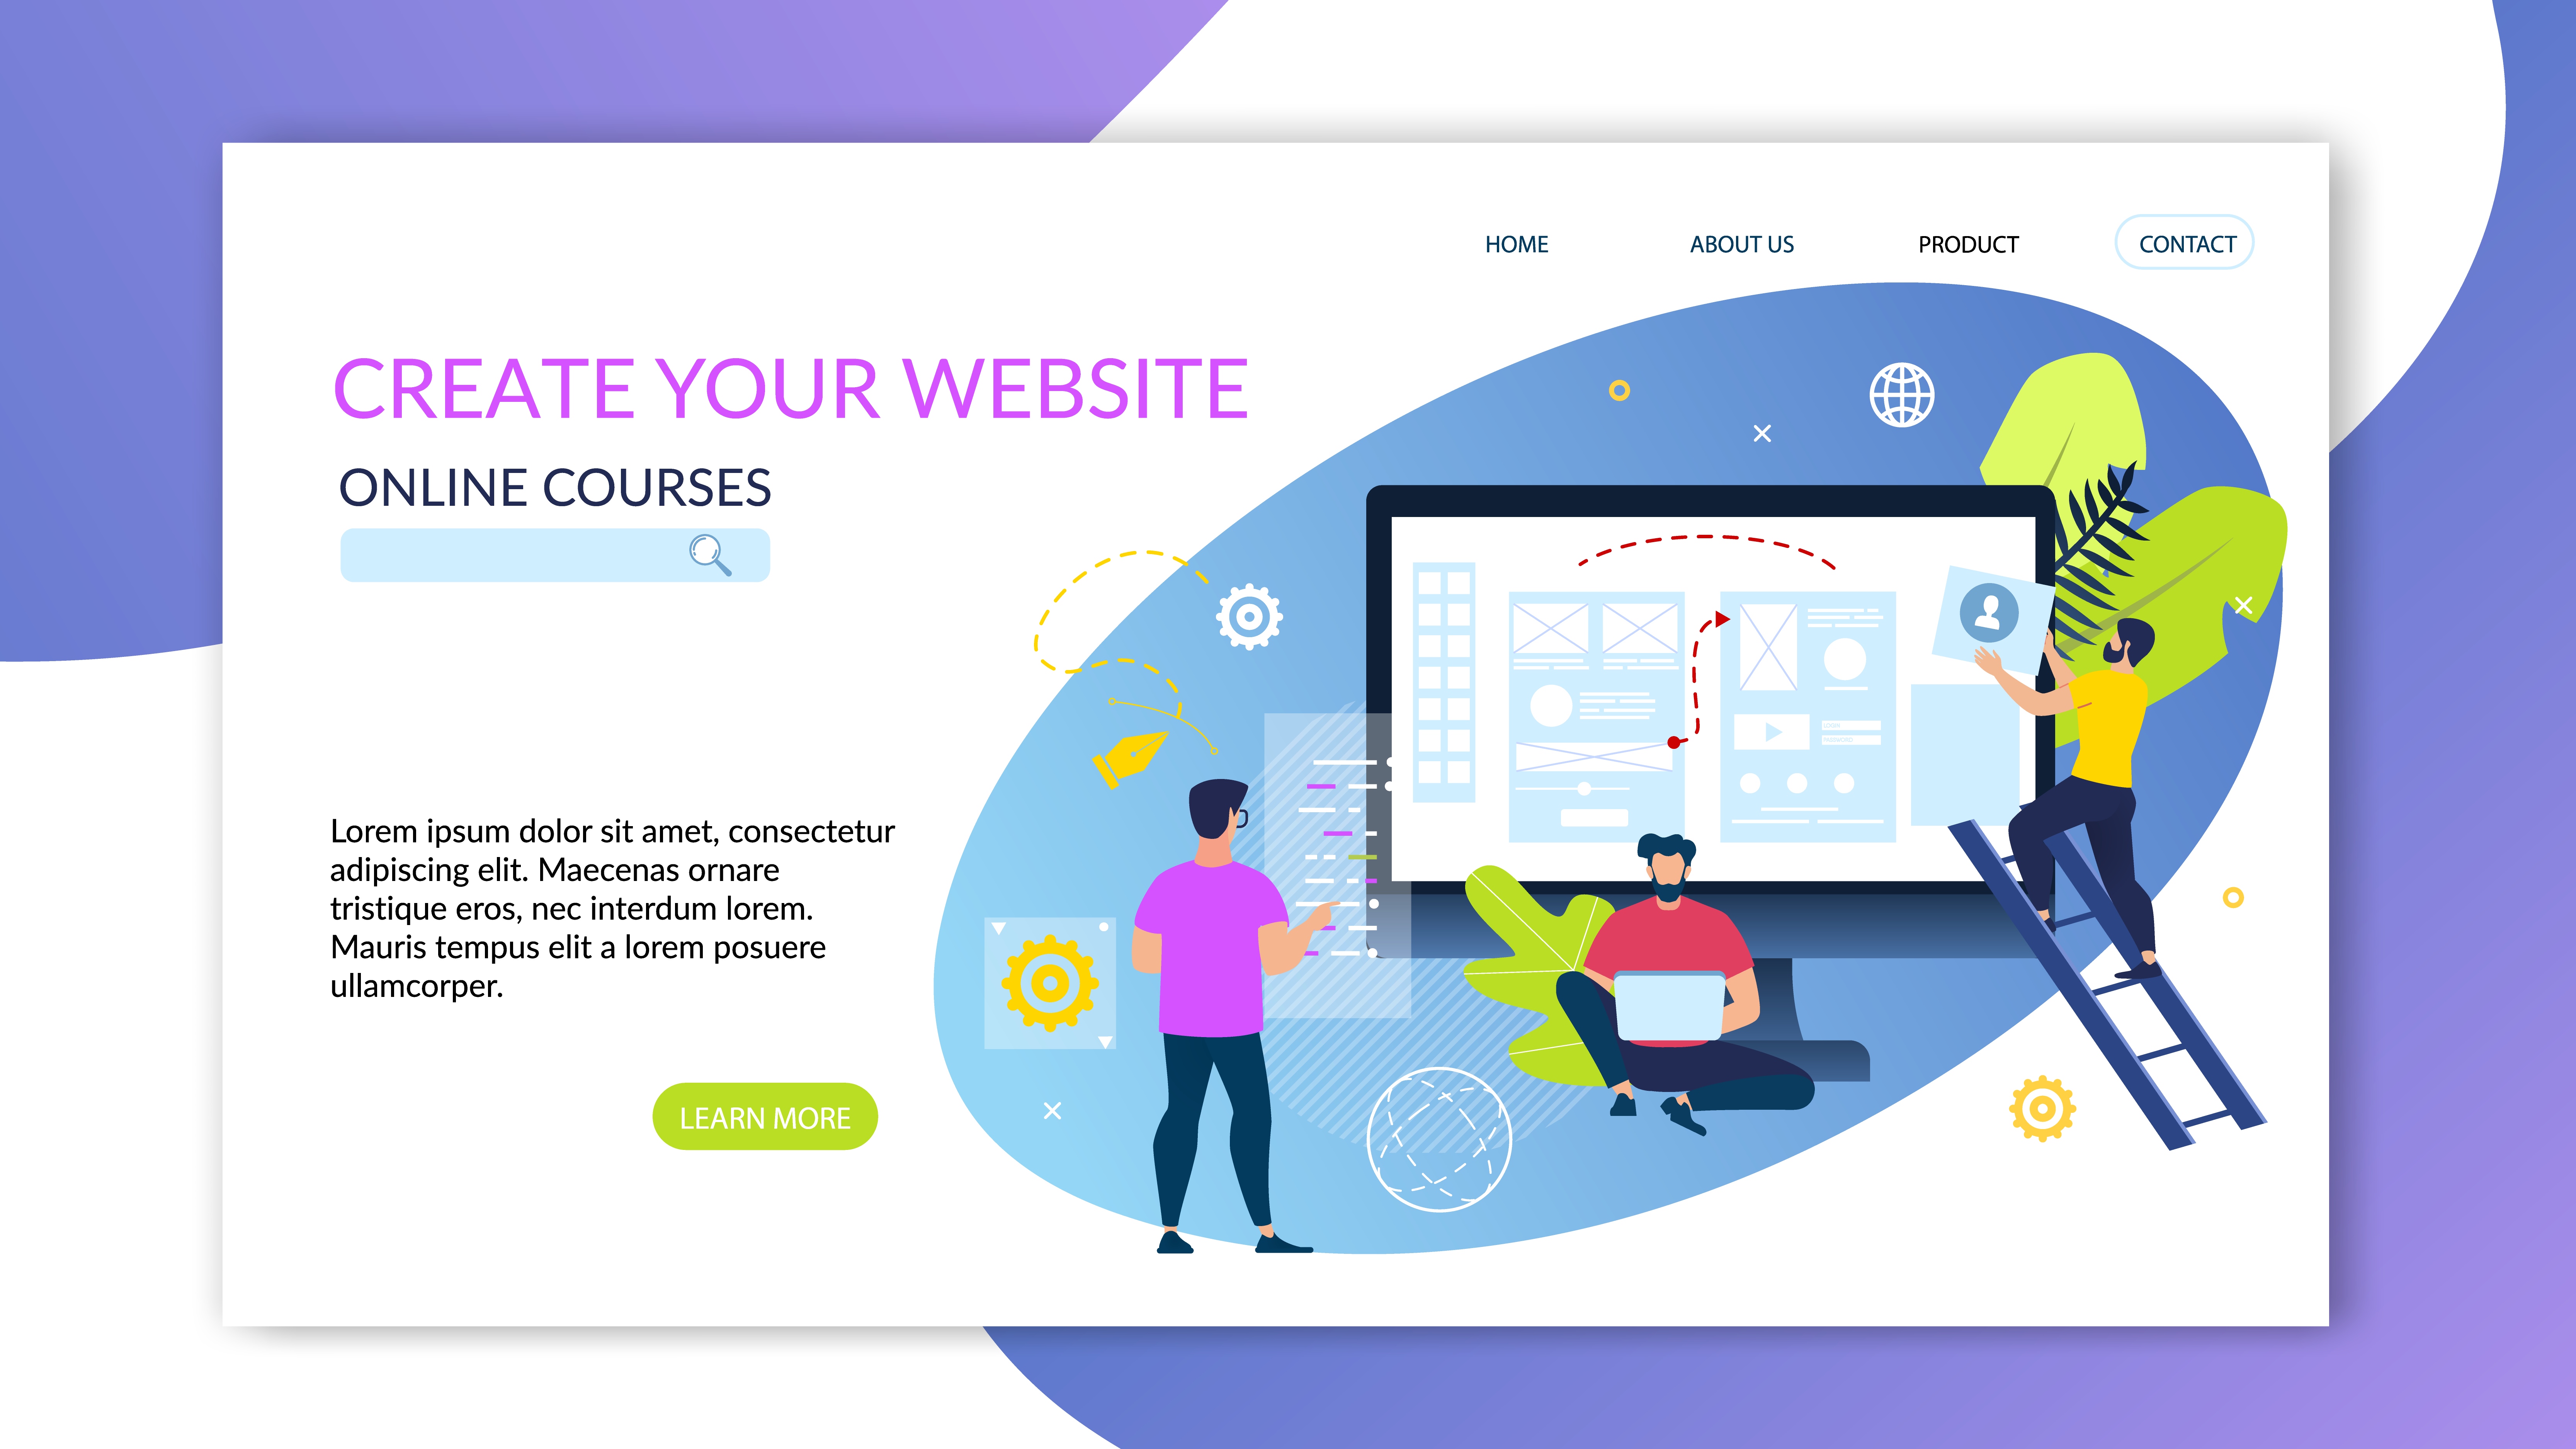 HOME
ABOUT US
PRODUCT
CONTACT
CREATE YOUR WEBSITE
ONLINE COURSES
Lorem ipsum dolor sit amet, consectetur
adipiscing elit. Maecenas ornare
tristique eros, nec interdum lorem.
Mauris tempus elit a lorem posuere
ullamcorper.
LEARN MORE